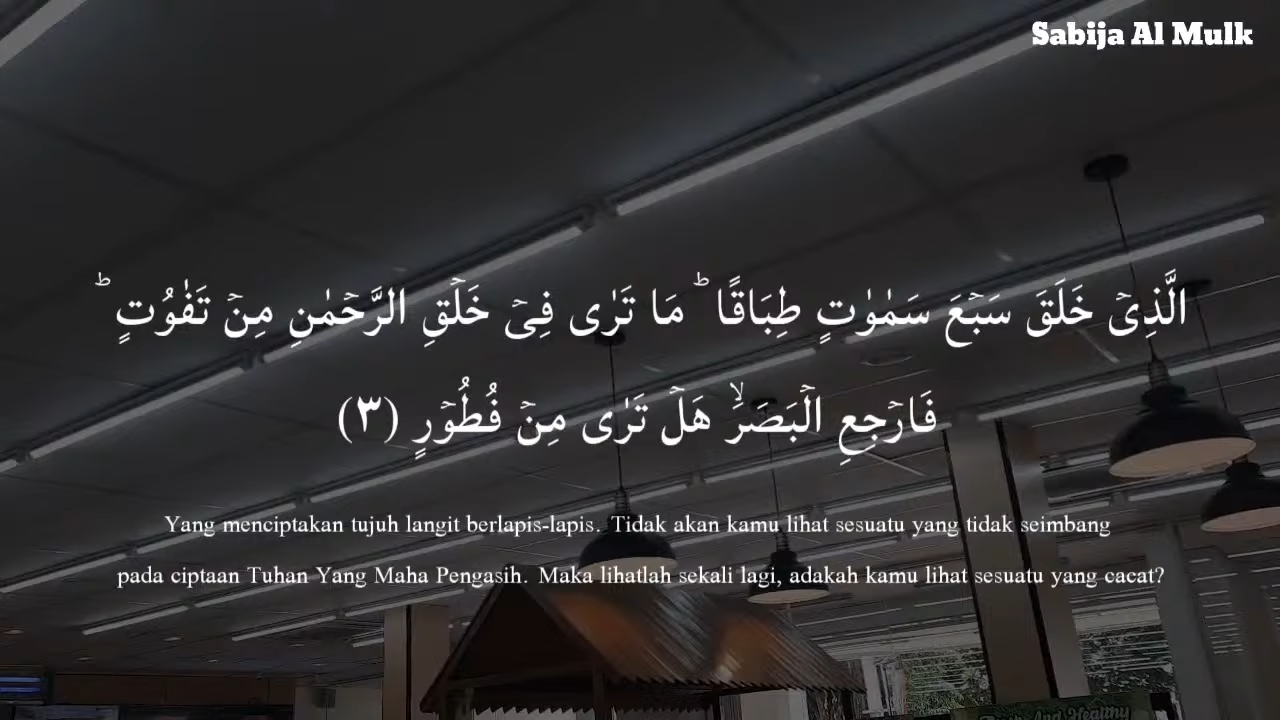 Sabija Al Mulk
الَّذِيْ خَلَقَ سَبْعَ سَمٰوٰتٍ طِبَاقًا ۗ مَا تَرٰى فِيْ خَلْقِ الرَّحْمٰنِ مِنْ تَفٰوُتٍ ۗ
فَارْجِعِ الْبَصَرَۙ هَلْ تَرٰى مِنْ فُطُوْرٍ (٣)
Yang menciptakan tujuh langit berlapis-lapis. Tidak akan kamu lihat sesuatu yang tidak seimbang
pada ciptaan Tuhan Yang Maha Pengasih. Maka lihatlah sekali lagi, adakah kamu lihat sesuatu yang cacat?
And Healthy